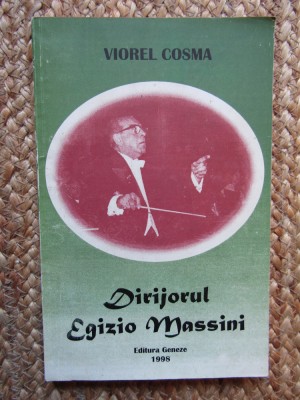 VIOREL COSMA
Dirijorul
Egizio Massini
Editura Geneze
1998